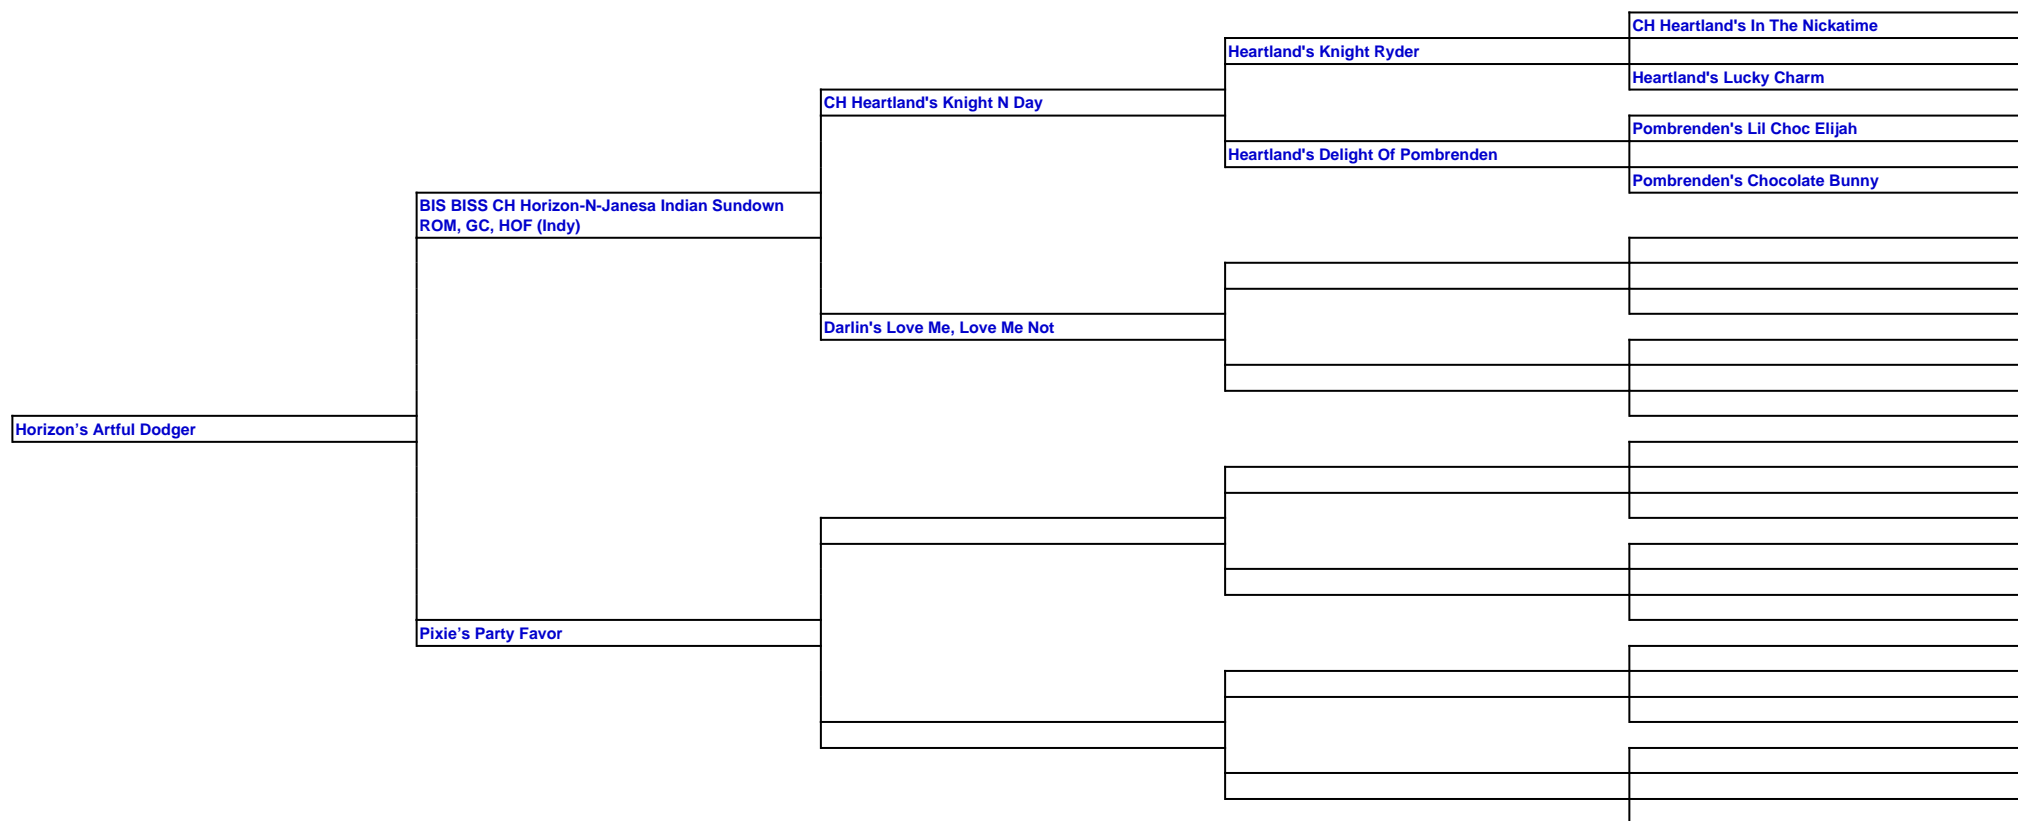 CH Heartland's In The Nickatime
Heartland's Knight Ryder
Heartland's Lucky Charm
CH Heartland's Knight N Day
Pombrenden's Lil Choc Elijah
Heartland's Delight Of Pombrenden
Pombrenden's Chocolate Bunny
BIS BISS CH Horizon-N-Janesa Indian Sundown
ROM, GC, HOF (Indy)
Darlin's Love Me, Love Me Not
Horizon’s Artful Dodger
Pixie’s Party Favor